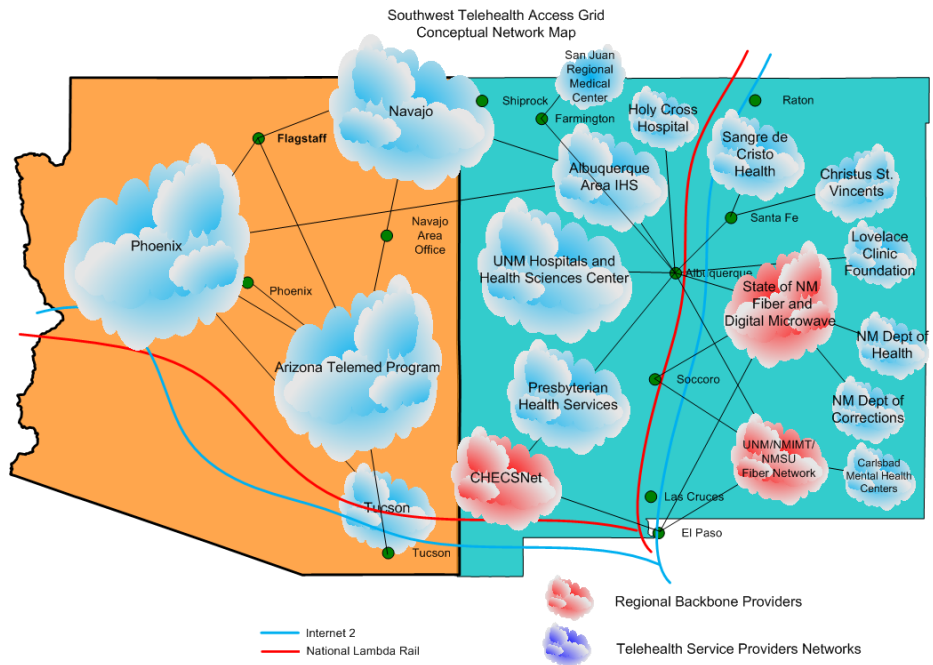 Southwest Telehealth Access Grid
Conceptual Network Map
San Juan
Regional
Medical
Center
Navajo
Shiprock
Farmington
Holy Cross
Hospital
Raton
Flagstaff
Sangre de
Cristo
Health
Albuquerque
Area IHS
Christus St.
Vincents
Santa Fe
Phoenix
Navajo
Area
Office
Lovelace
Clinic
Foundation
UNM Hospitals and
Health Sciences Center
Albuquerque
Phoenix
State of NM
Fiber and
Digital Microwave
NM Dept of
Health
Arizona Telemed Program
Soccoro
Presbyterian
Health Services
NM Dept of
Corrections
UNM/NMIMT/
NMSU
Fiber Network
Carlsbad
Mental Health
Centers
CHECSNet
Tucson
Las Cruces
El Paso
Tucson
Regional Backbone Providers
Internet 2
National Lambda Rail
Telehealth Service Providers Networks